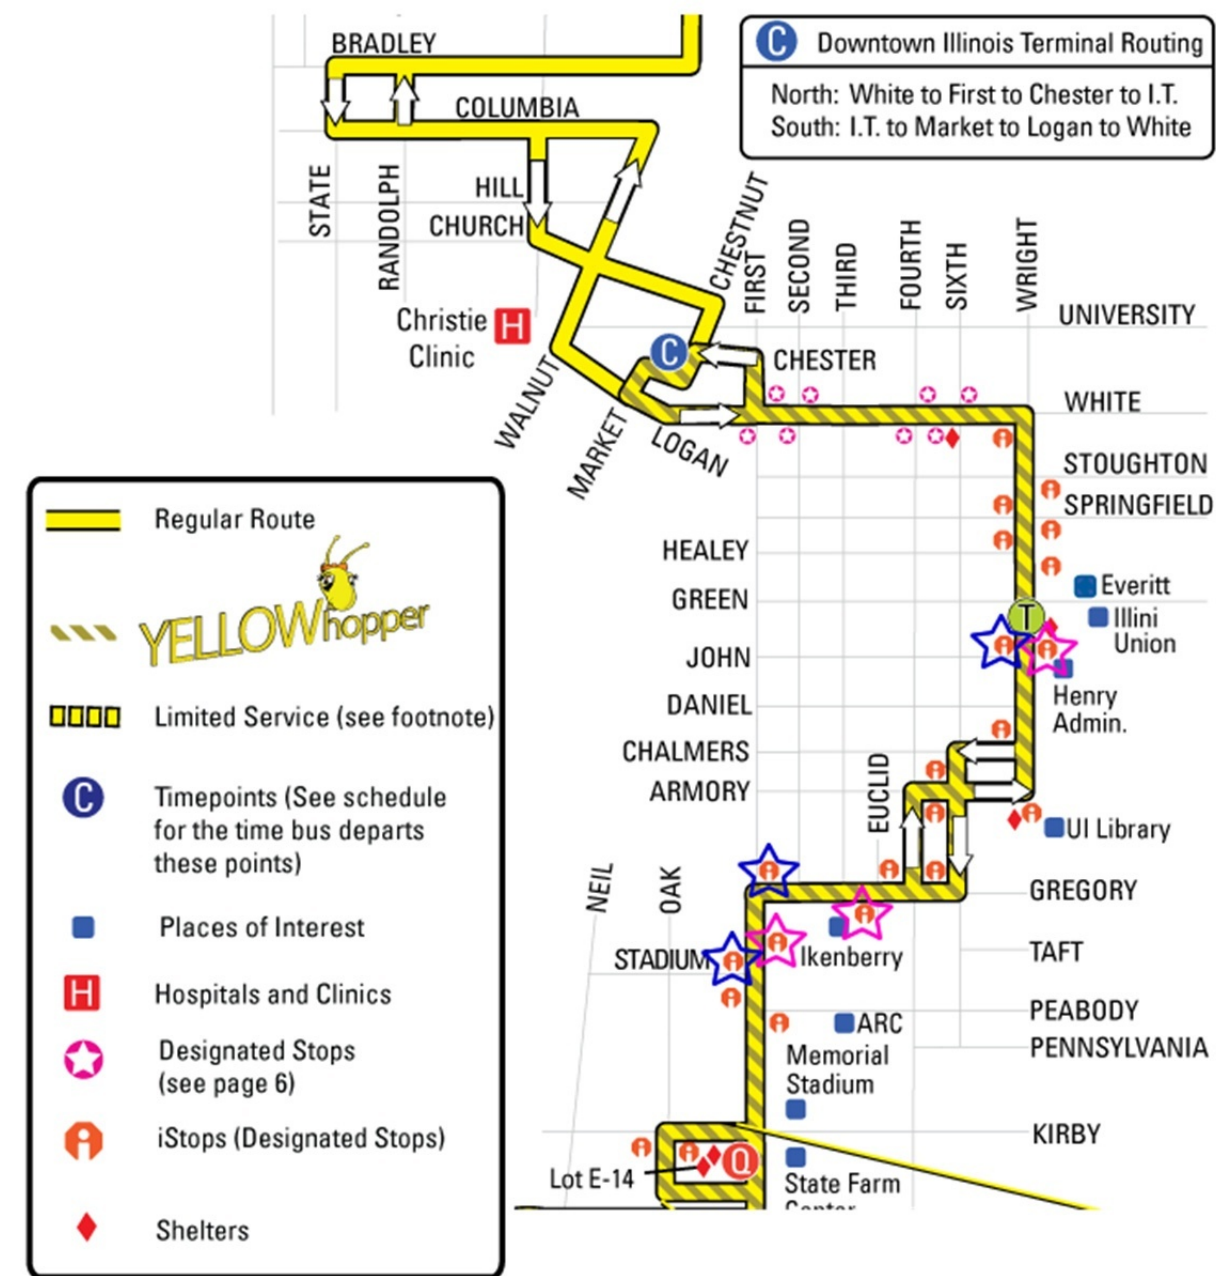 BRADLEY
COLUMBIA
STATE
RANDOLPH
HILL
CHURCH
C Downtown Illinois Terminal Routing
North: White to First to Chester to I.T.
South: I.T. to Market to Logan to White
CHESTNUT
FIRST
SECOND
THIRD
FOURTH
SIXTH
WRIGHT
UNIVERSITY
Christie
Clinic
H
C
CHESTER
WALNUT
MARKET
LOGAN
WHITE
STOUGHTON
SPRINGFIELD
HEALEY
Everitt
GREEN
T
Illini
Union
JOHN
Henry
Admin.
DANIEL
CHALMERS
ARMORY
EUCLID
UI Library
NEIL
OAK
GREGORY
STADIUM
Ikenberry
TAFT
PEABODY
ARC
PENNSYLVANIA
Memorial
Stadium
KIRBY
Lot E-14
Q
State Farm
Center
Regular Route
YELLOWhopper
Limited Service (see footnote)
C
Timepoints (See schedule
for the time bus departs
these points)
Places of Interest
H
Hospitals and Clinics
Designated Stops
(see page 6)
iStops (Designated Stops)
Shelters